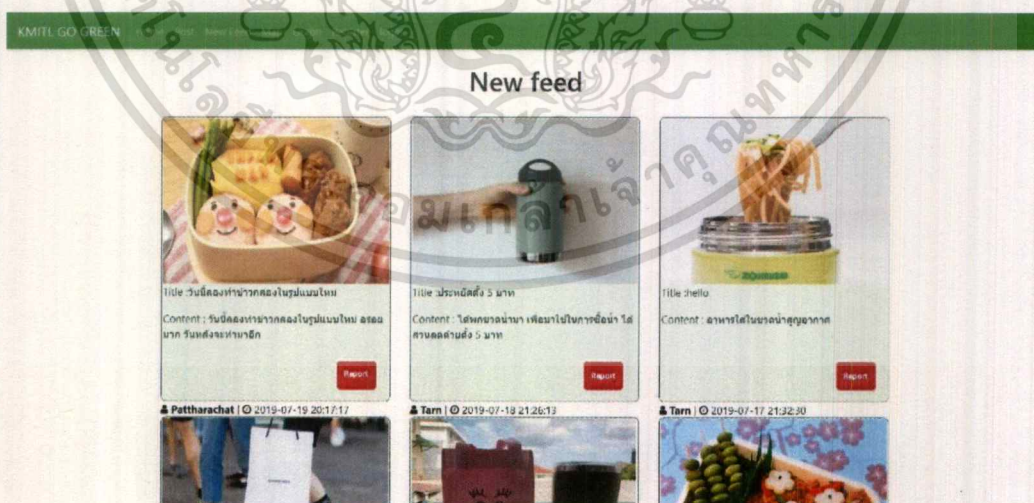 KMITL GO GREEN
New feed
Title :วันนี้ลองทำข้าวกล่องในรูปแบบใหม่
Content : วันนี้ลองทำข้าวกล่องในรูปแบบใหม่ อร่อย
มาก วันหลังจะทำมาอีก
Report
Pattharachat | 2019-07-19 20:17:17
Title :ประหยัดตั้ง 5 บาท
Content : ได้พกขวดน้ำมา เพื่อมาใช้ในการซื้อน้ำ ได้
ส่วนลดค่าน้ำตั้ง 5 บาท
Report
Tarn | 2019-07-18 21:26:13
Title :hello
Content : อาหารใส่ในขวดน้ำสูญอากาศ
Report
Tarn | 2019-07-17 21:32:30